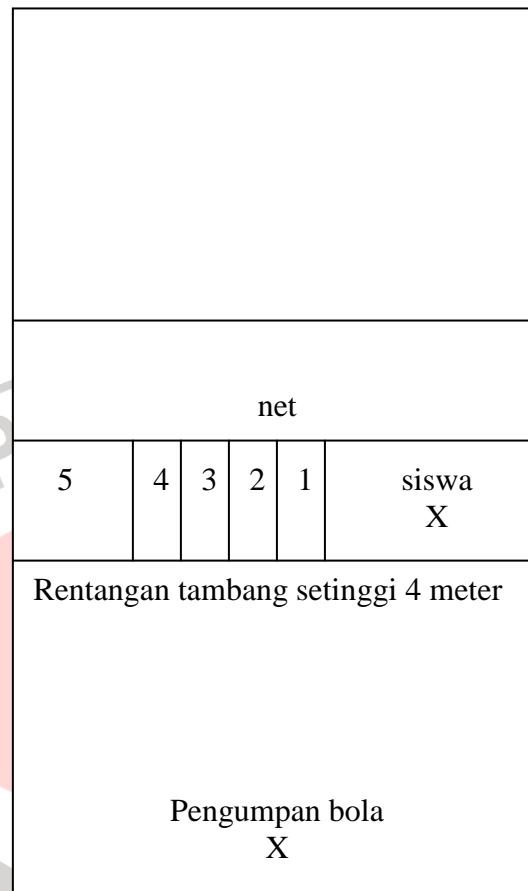 net
5 4 3 2 1 siswa
X
Rentangan tambang setinggi 4 meter
Pengumpan bola
X